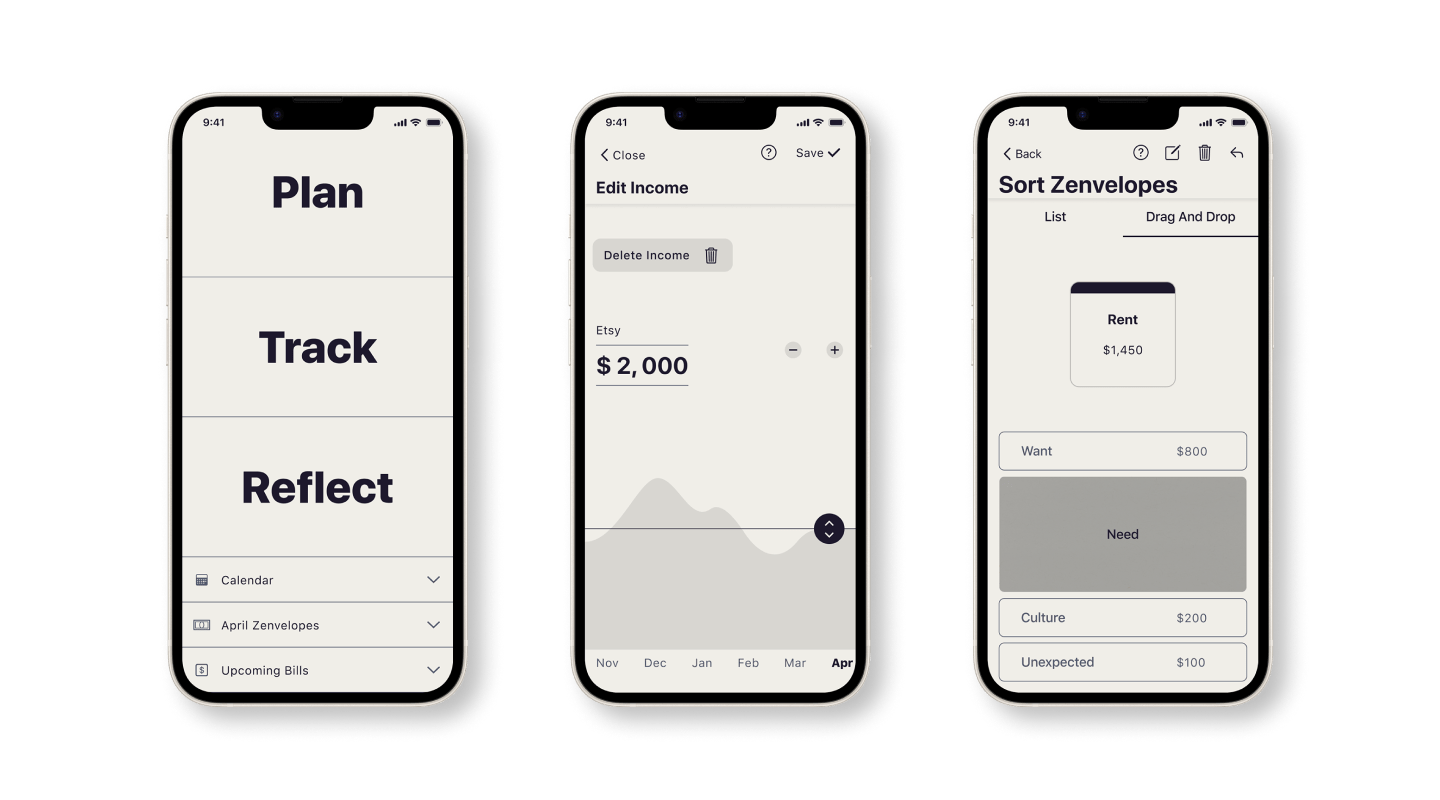 9:41
Plan
Track
Reflect
Calendar
April Zenvelopes
Upcoming Bills
9:41
Close
? Save
Edit Income
Delete Income
Etsy
$ 2,000
− +
Nov Dec Jan Feb Mar Apr
9:41
Back
?
Sort Zenvelopes
List Drag And Drop
Rent
$1,450
Want $800
Need
Culture $200
Unexpected $100